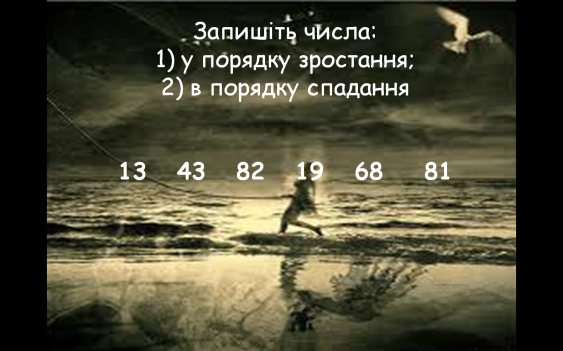 Запишіть числа:
1) у порядку зростання;
2) в порядку спадання
13 43 82 19 68 81